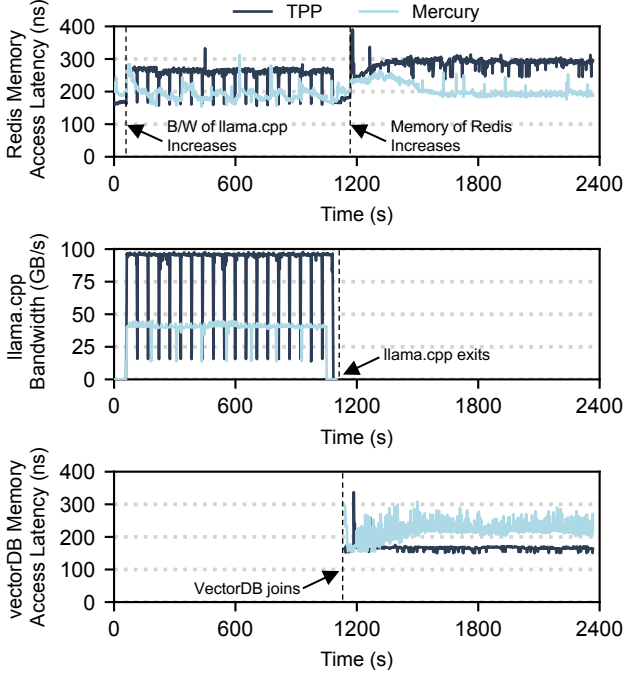 TPP Mercury
Redis Memory
Access Latency (ns)
400
300
200
100
0
B/W of llama.cpp
Increases
Memory of Redis
Increases
0 600 1200 1800 2400
Time (s)
llama.cpp
Bandwidth (GB/s)
100
75
50
25
0
llama.cpp exits
0 600 1200 1800 2400
Time (s)
vectorDB Memory
Access Latency (ns)
400
300
200
100
0
VectorDB joins
0 600 1200 1800 2400
Time (s)